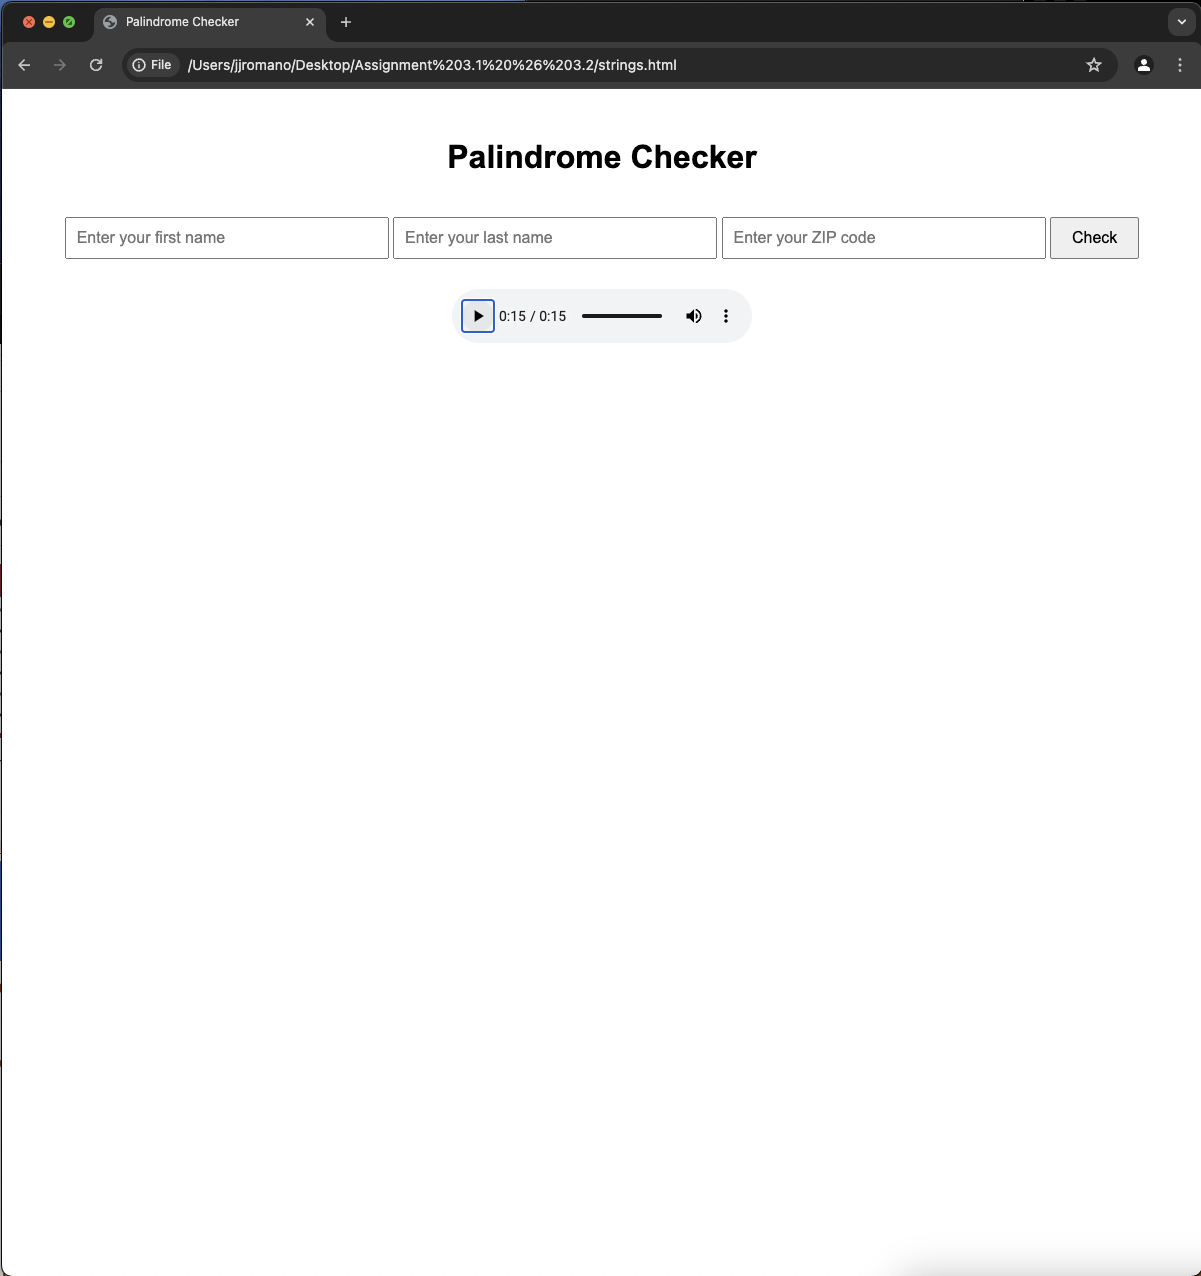 Palindrome Checker
File /Users/jjromano/Desktop/Assignment%203.1%20%26%203.2/strings.html
Palindrome Checker
Enter your first name Enter your last name Enter your ZIP code Check
0:15 / 0:15